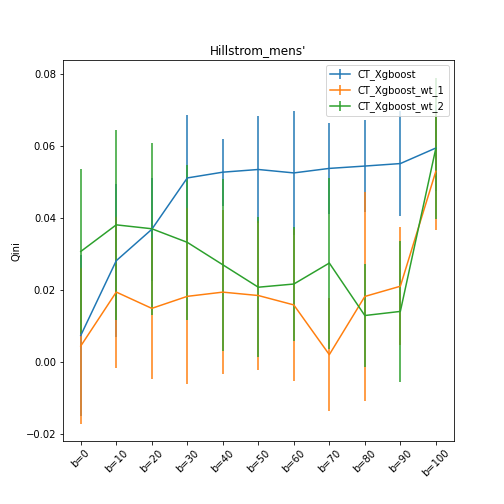 Hillstrom_mens'
CT_Xgboost
CT_Xgboost_wt_1
CT_Xgboost_wt_2
Qini
0.08
0.06
0.04
0.02
0.00
−0.02
b=0
b=10
b=20
b=30
b=40
b=50
b=60
b=70
b=80
b=90
b=100